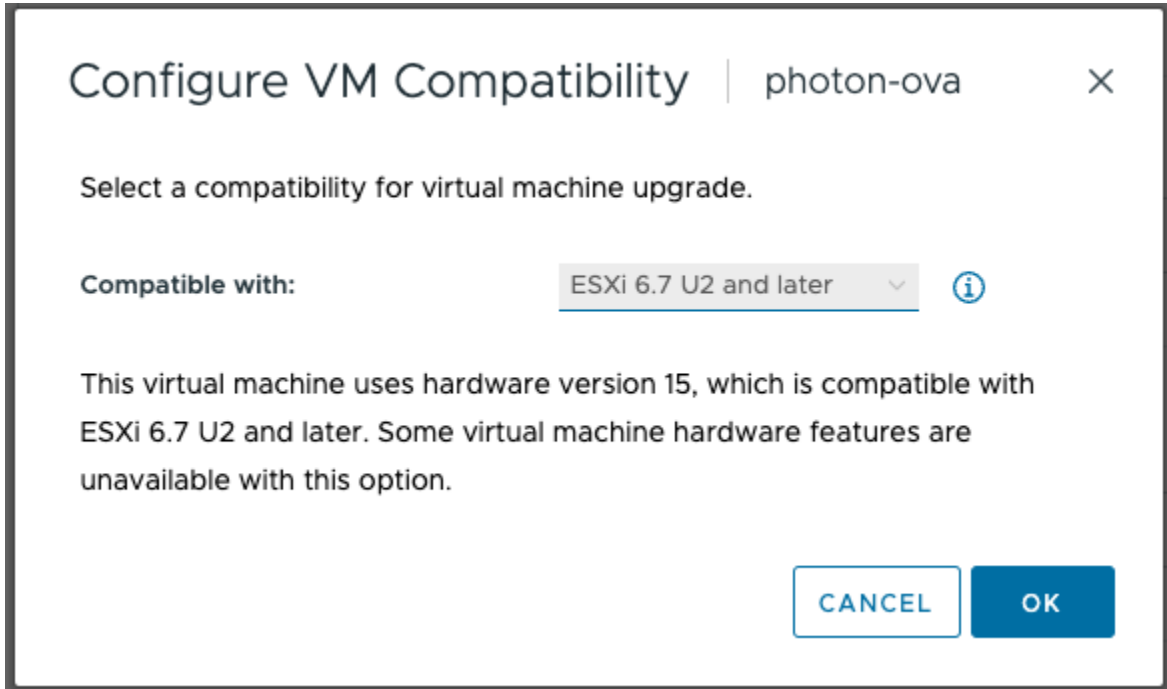 Configure VM Compatibility photon-ova
Select a compatibility for virtual machine upgrade.
Compatible with: ESXi 6.7 U2 and later
This virtual machine uses hardware version 15, which is compatible with
ESXi 6.7 U2 and later. Some virtual machine hardware features are
unavailable with this option.
CANCEL OK